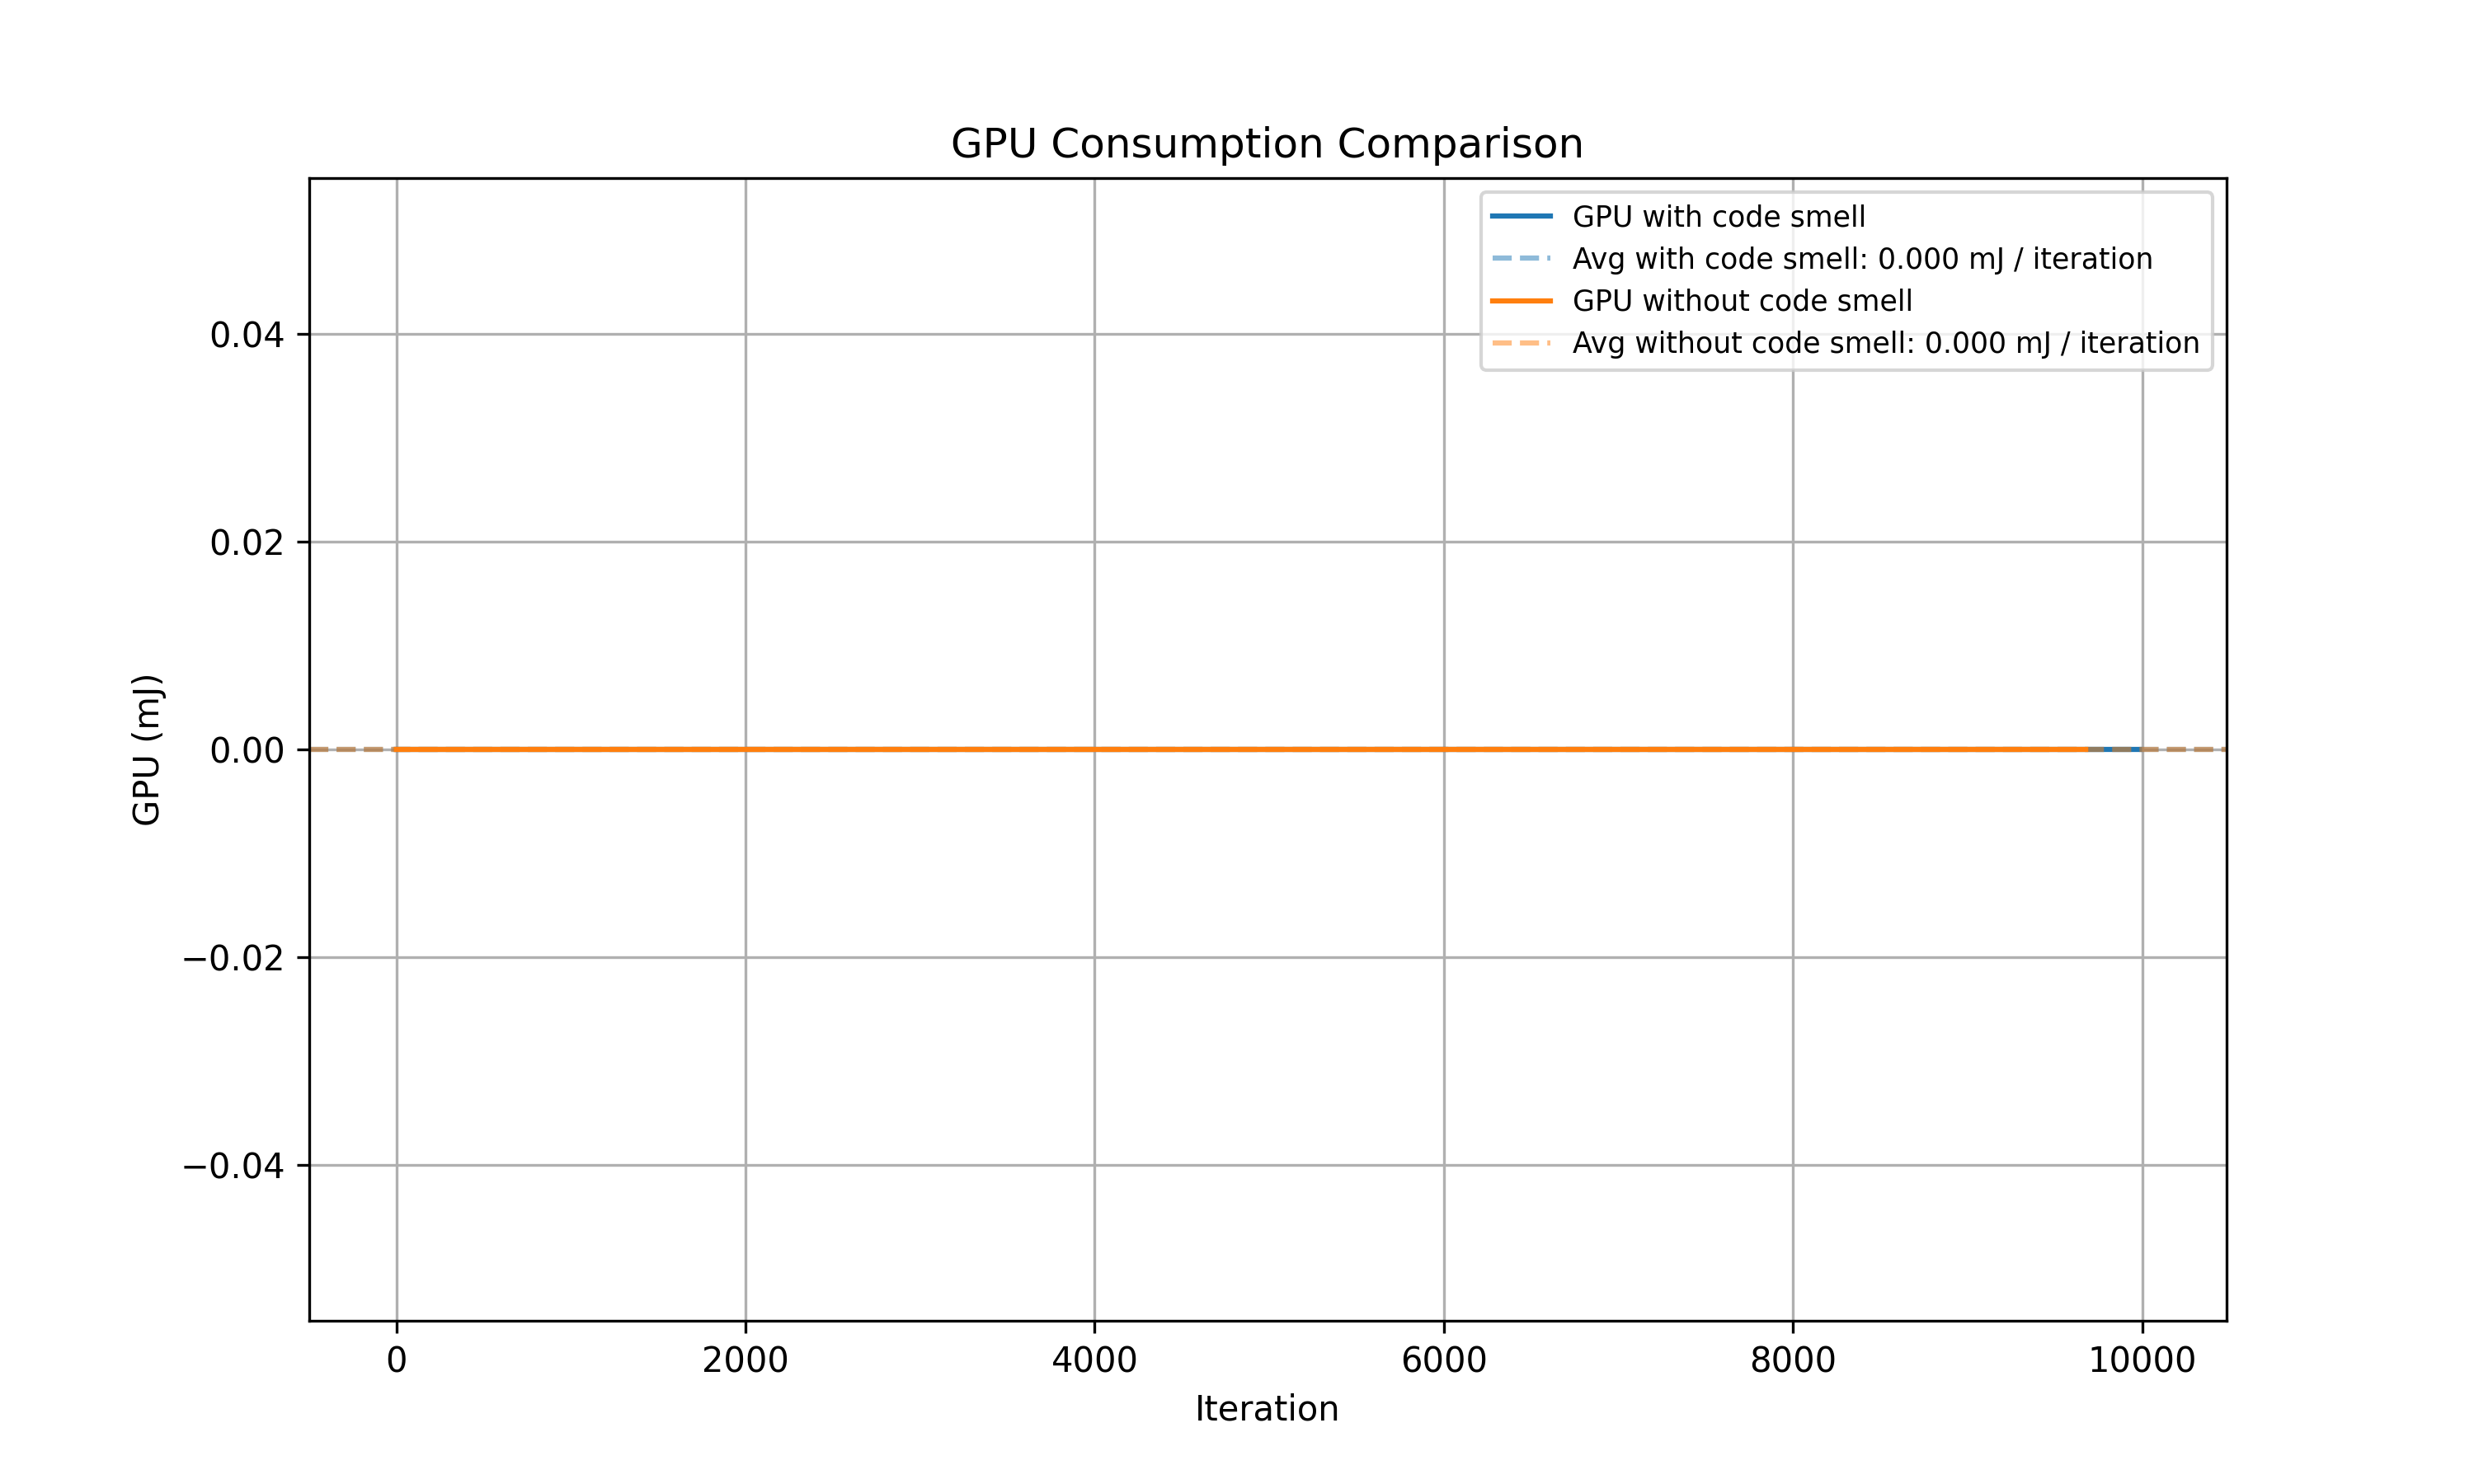 GPU Consumption Comparison
GPU with code smell
Avg with code smell: 0.000 mJ / iteration
GPU without code smell
Avg without code smell: 0.000 mJ / iteration
GPU (mJ)
0.04
0.02
0.00
−0.02
−0.04
0 2000 4000 6000 8000 10000
Iteration